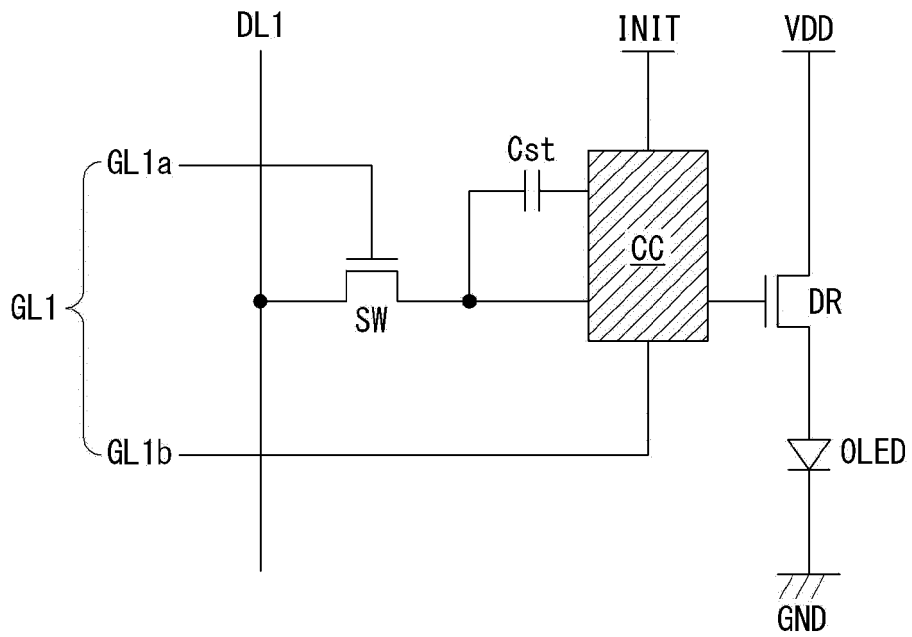 DL1
INIT
VDD
GL1a
Cst
CC
GL1
SW
DR
GL1b
OLED
GND